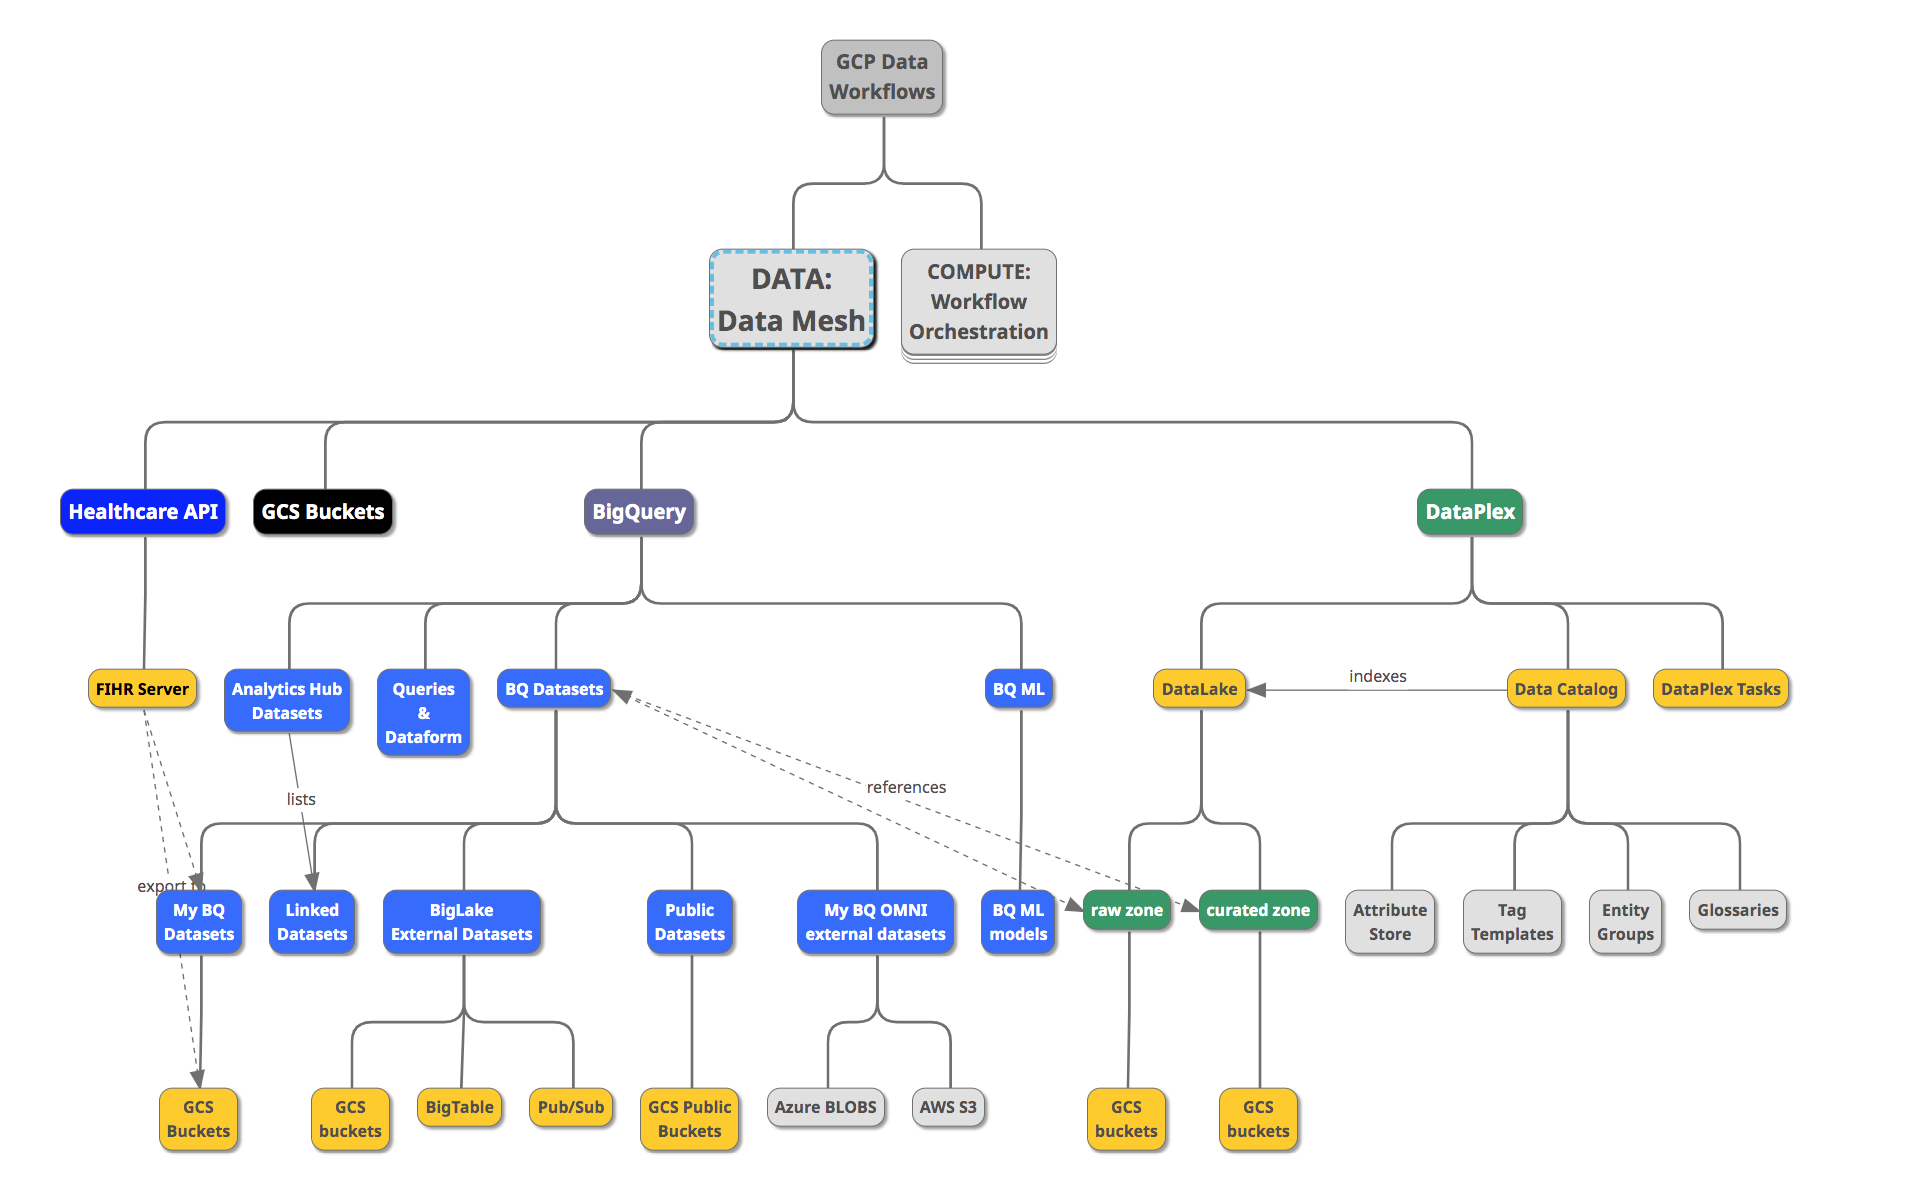 GCP Data
Workflows
DATA:
Data Mesh
COMPUTE:
Workflow
Orchestration
Healthcare API
GCS Buckets
BigQuery
DataPlex
FIHR Server
Analytics Hub
Datasets
Queries
&
Dataform
BQ Datasets
BQ ML
DataLake
indexes
Data Catalog
DataPlex Tasks
lists
references
export to
My BQ
Datasets
Linked
Datasets
BigLake
External Datasets
Public
Datasets
My BQ OMNI
external datasets
BQ ML
models
raw zone
curated zone
Attribute
Store
Tag
Templates
Entity
Groups
Glossaries
GCS
Buckets
GCS
buckets
BigTable
Pub/Sub
GCS Public
Buckets
Azure BLOBS
AWS S3
GCS
buckets
GCS
buckets